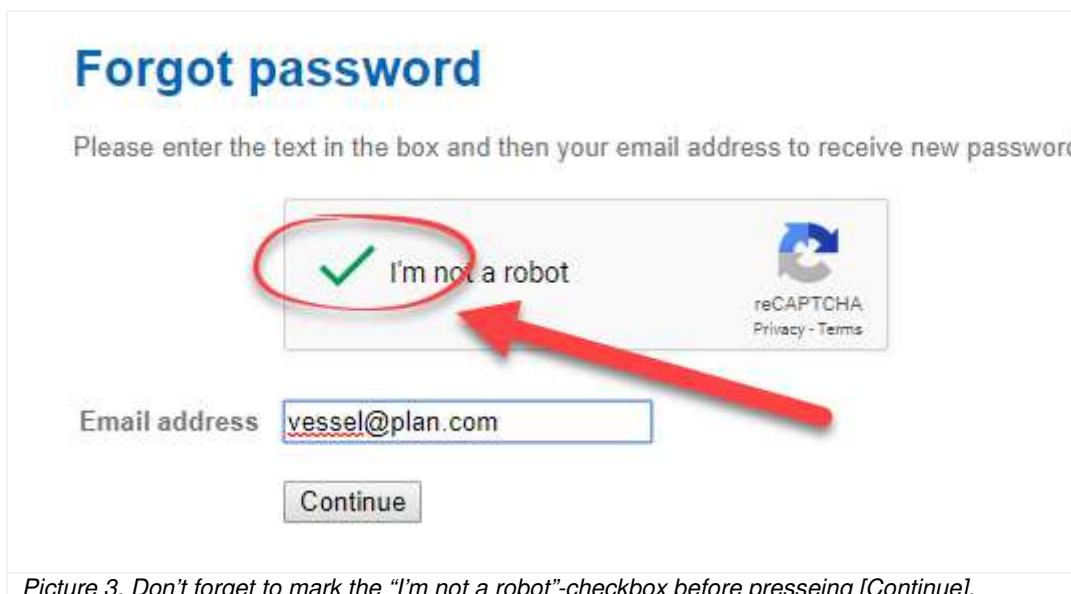 Forgot password
Please enter the text in the box and then your email address to receive new password
I'm not a robot
reCAPTCHA
Privacy - Terms
Email address vessel@plan.com
Continue
Picture 3. Don't forget to mark the “I'm not a robot”-checkbox before presseing [Continue].